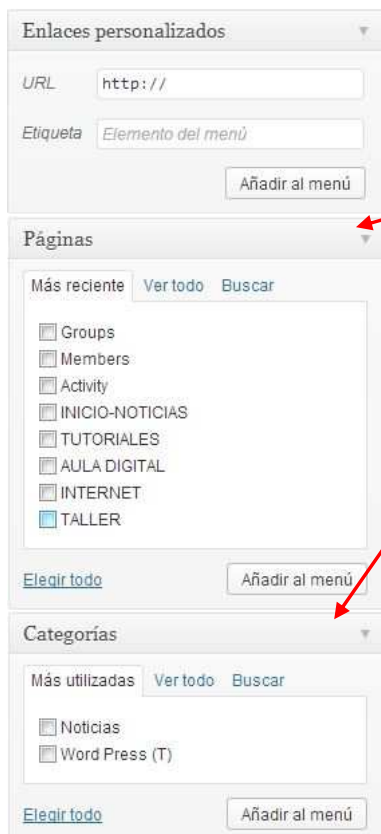 Enlaces personalizados
URL http://
Etiqueta Elemento del menú
Añadir al menú
Páginas
Más reciente Ver todo Buscar
Groups
Members
Activity
INICIO-NOTICIAS
TUTORIALES
AULA DIGITAL
INTERNET
TALLER
Elegir todo Añadir al menú
Categorías
Más utilizadas Ver todo Buscar
Noticias
Word Press (T)
Elegir todo Añadir al menú